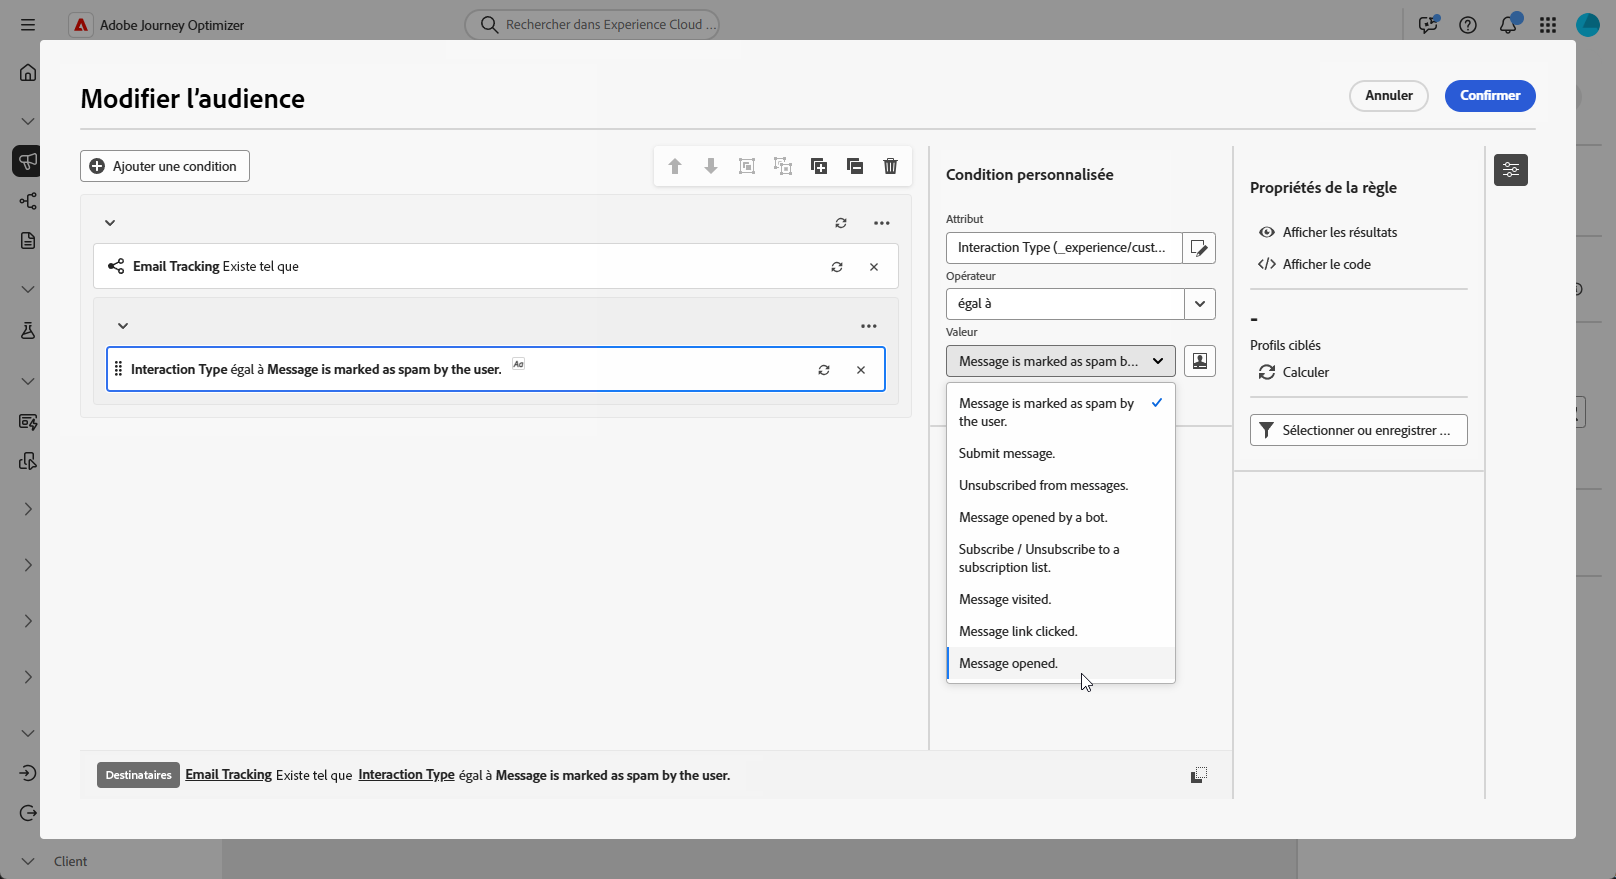 Adobe Journey Optimizer
Rechercher dans Experience Cloud ...
Modifier l’audience
Annuler
Confirmer
Ajouter une condition
Email Tracking Existe tel que
Interaction Type égal à Message is marked as spam by the user.
Aa
Condition personnalisée
Attribut
Interaction Type (_experience/cust...
Opérateur
égal à
Valeur
Message is marked as spam b...
Message is marked as spam by
the user.
Submit message.
Unsubscribed from messages.
Message opened by a bot.
Subscribe / Unsubscribe to a
subscription list.
Message visited.
Message link clicked.
Message opened.
Propriétés de la règle
Afficher les résultats
</> Afficher le code
-
Profils ciblés
Calculer
Sélectionner ou enregistrer ...
Destinataires Email Tracking Existe tel que Interaction Type égal à Message is marked as spam by the user.
Client